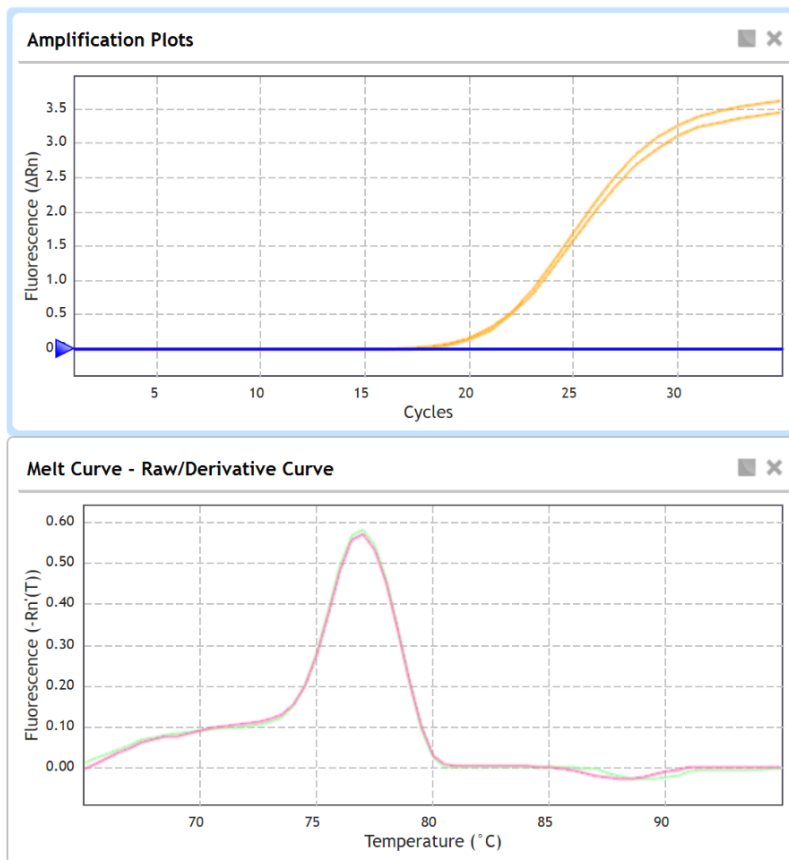 Amplification Plots
Fluorescence (ΔRn)
3.5
3.0
2.5
2.0
1.5
1.0
0.5
0
5 10 15 20 25 30
Cycles
Melt Curve - Raw/Derivative Curve
Fluorescence (-Rn'(T))
0.60
0.50
0.40
0.30
0.20
0.10
0.00
70 75 80 85 90
Temperature (°C)